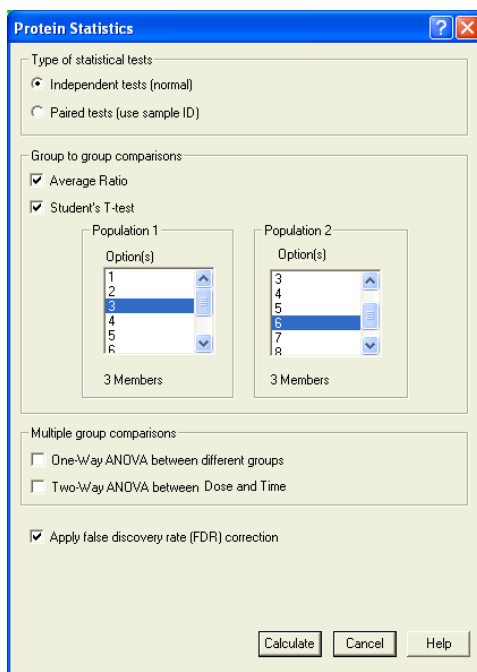 Protein Statistics
Type of statistical tests
Independent tests (normal)
Paired tests (use sample ID)
Group to group comparisons
Average Ratio
Student's T-test
Population 1
Option(s)
1
2
3
4
5
6
3 Members
Population 2
Option(s)
3
4
5
6
7
8
3 Members
Multiple group comparisons
One-Way ANOVA between different groups
Two-Way ANOVA between Dose and Time
Apply false discovery rate (FDR) correction
Calculate Cancel Help